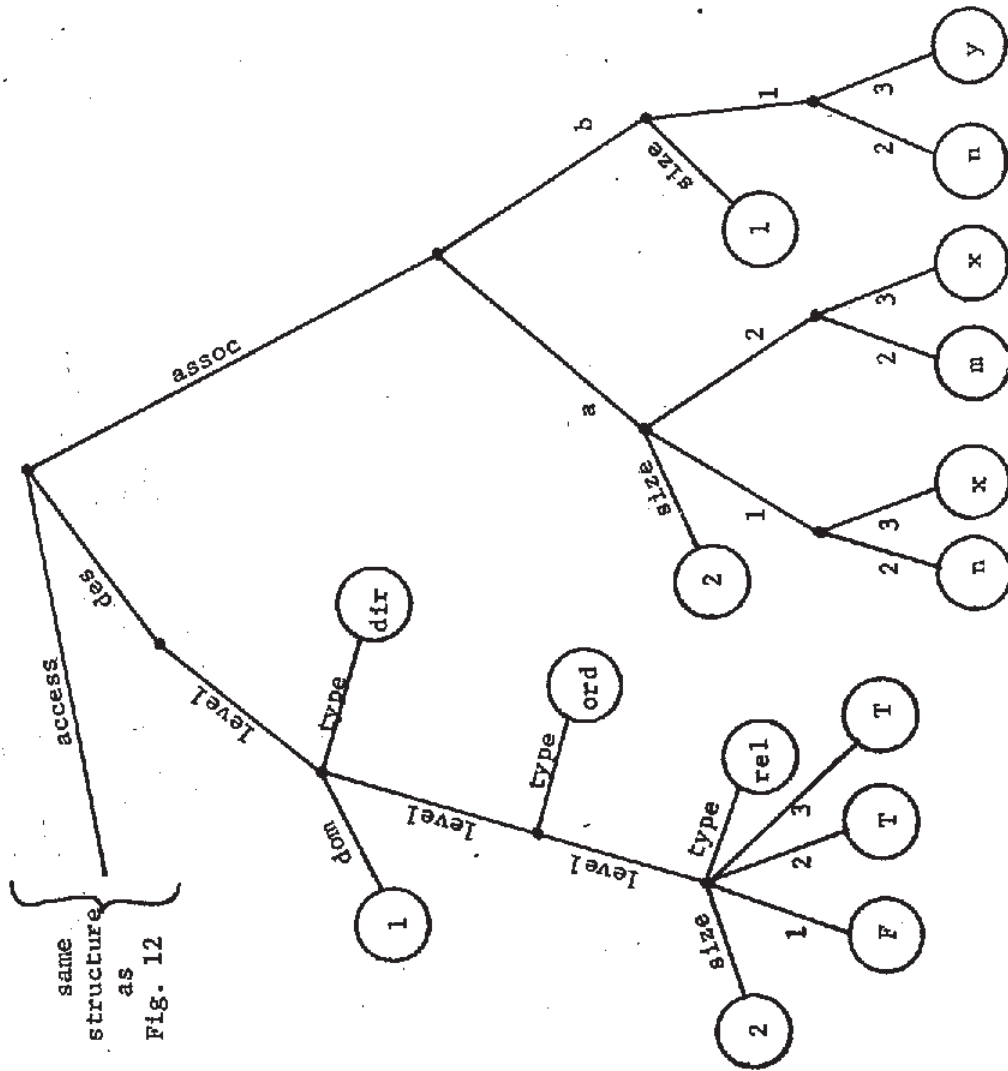 same
structure
as
Fig. 12
access
des
assoc
level
dom
type
a
b
1
dir
level
type
size
size
ord
level
2
1
2
1
1
size
type
2
3
2
3
2
3
2
1
2
3
rel
n
x
m
x
n
y
F
T
T